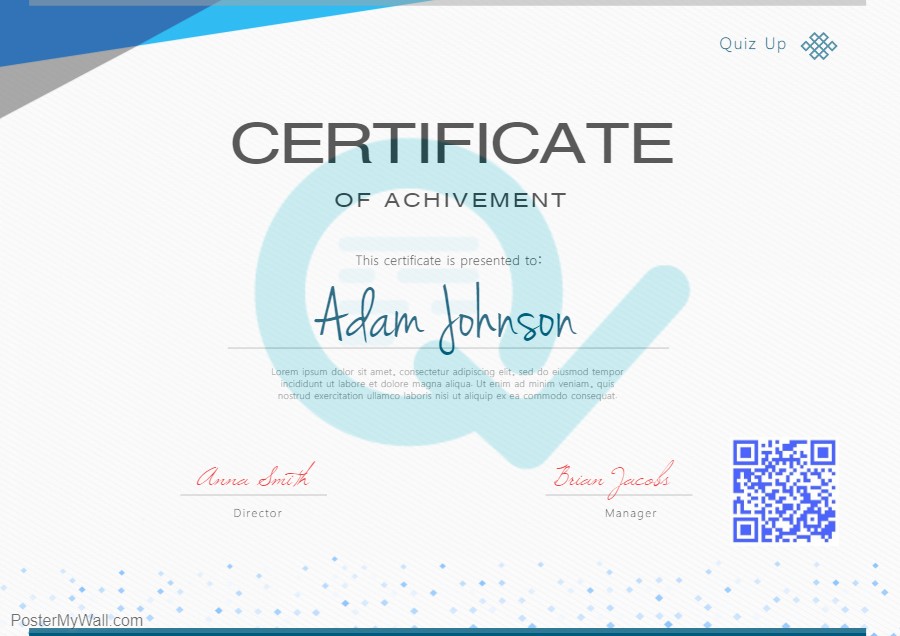 Quiz Up
CERTIFICATE
OF ACHIVEMENT
This certificate is presented to:
Adam Johnson
Lorem ipsum dolor sit amet, consectetur adipiscing elit, sed do eiusmod tempor
incididunt ut labore et dolore magna aliqua. Ut enim ad minim veniam, quis
nostrud exercitation ullamco laboris nisi ut aliquip ex ea commodo consequat.
Anna Smith
Brian Jacobs
Director
Manager
PosterMyWall.com